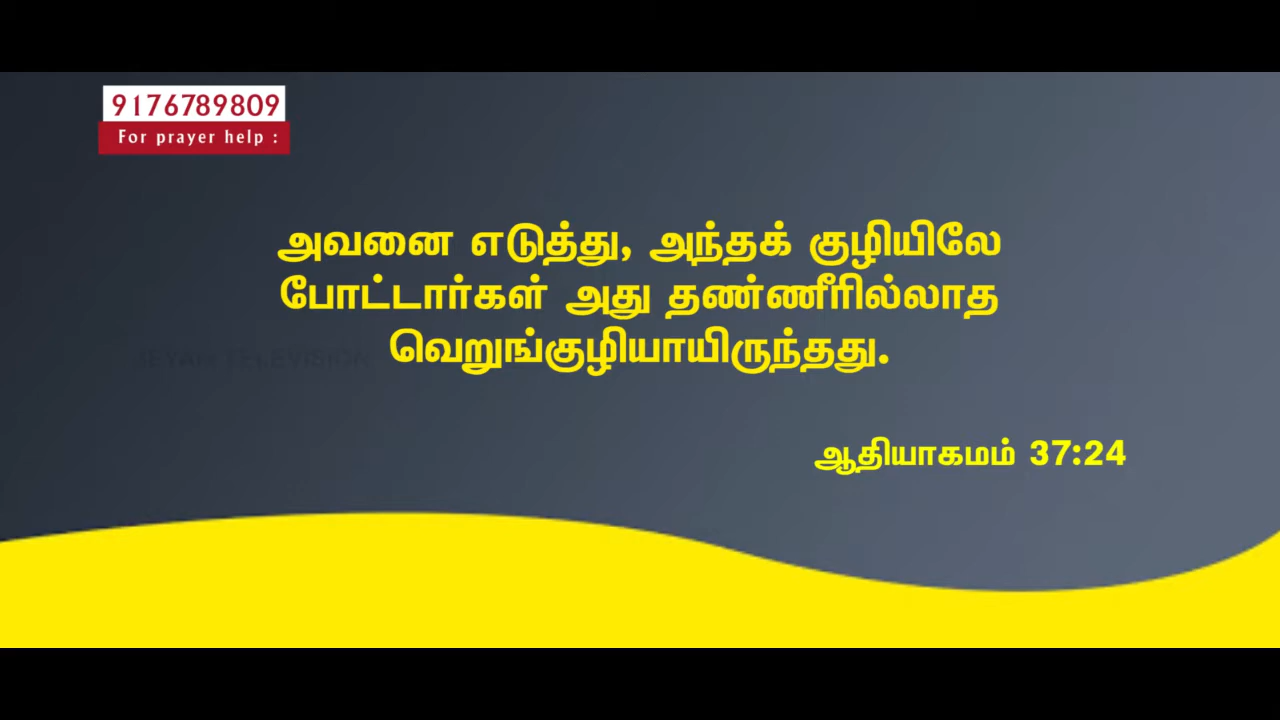 9176789809
For prayer help :
அவனை எடுத்து, அந்தக் குழியிலே
போட்டார்கள் அது தண்ணீரில்லாத
வெறுங்குழியாயிருந்தது.
ஆதியாகமம் 37:24